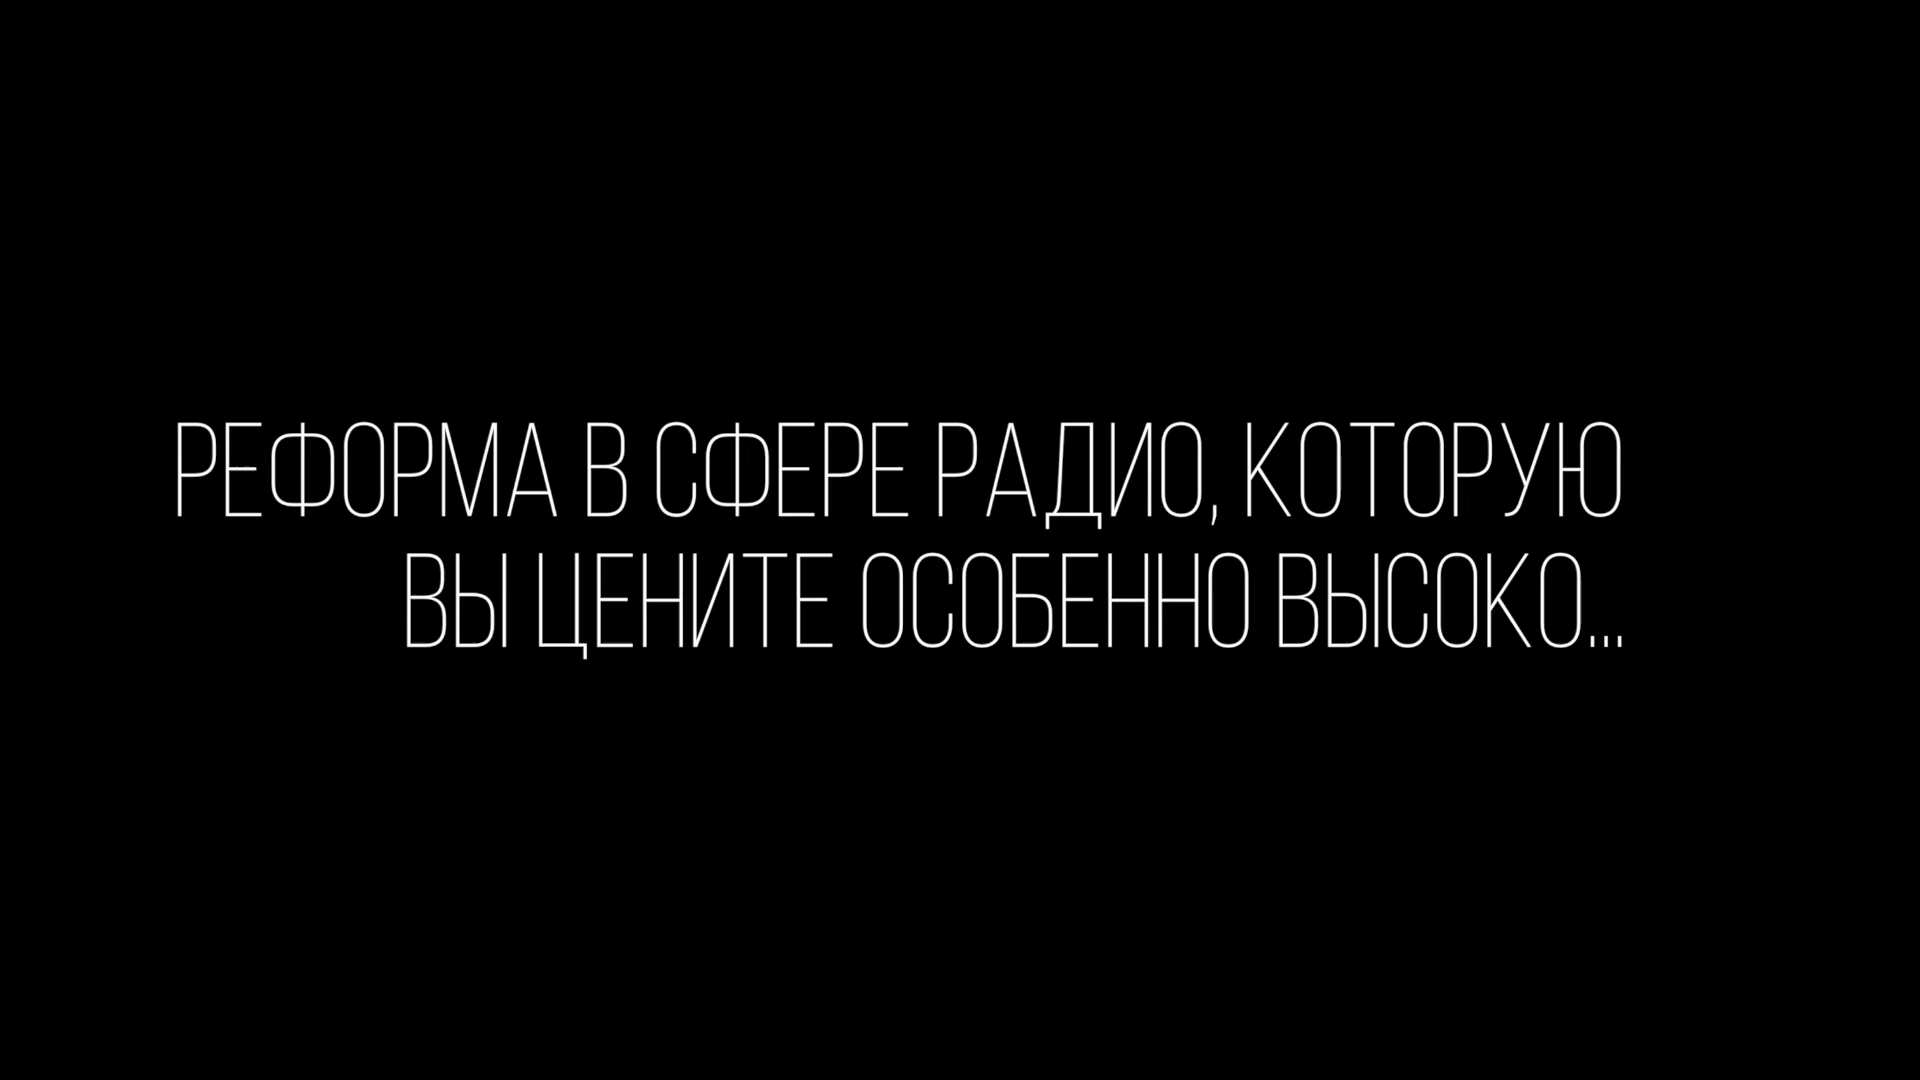 РЕФОРМА В СФЕРЕ РАДИО, КОТОРУЮ
ВЫ ЦЕНИТЕ ОСОБЕННО ВЫСОКО...